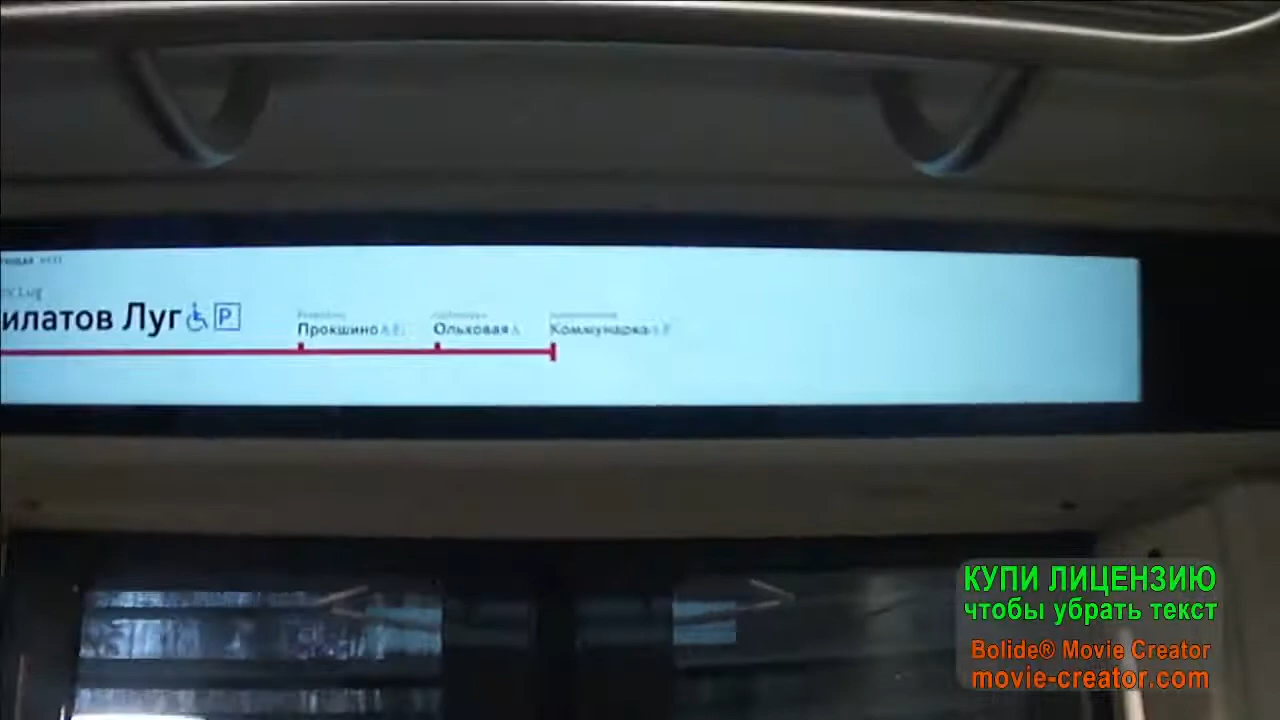 илатов Луг P
Прокшино
Ольховая
Коммунарка
КУПИ ЛИЦЕНЗИЮ
чтобы убрать текст
Bolide® Movie Creator
movie-creator.com